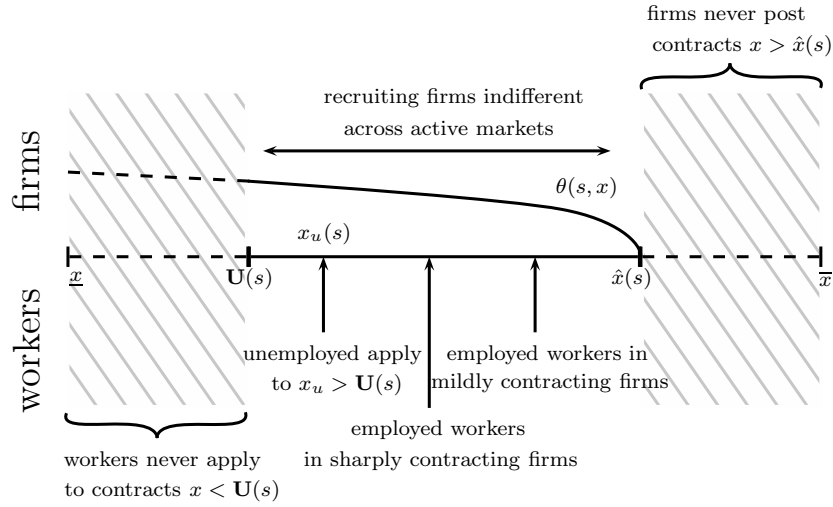 firms never post
contracts x > x̂(s)
recruiting firms indifferent
across active markets
firms
θ(s, x)
x_u(s)
x
U(s)
x̂(s)
x̅
workers
unemployed apply
to x_u > U(s)
employed workers in
mildly contracting firms
employed workers
in sharply contracting firms
workers never apply
to contracts x < U(s)